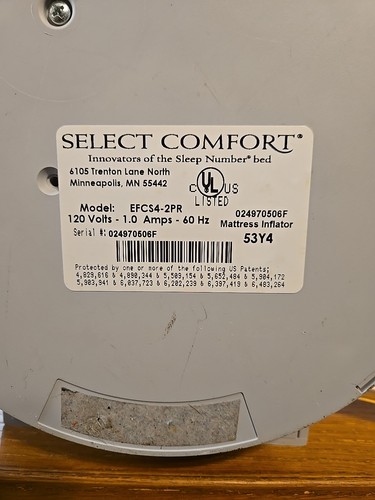 SELECT COMFORT®
Innovators of the Sleep Number® bed
6105 Trenton Lane North
Minneapolis, MN 55442
C UL US
LISTED
Model: EFCS4-2PR
120 Volts - 1.0 Amps - 60 Hz
Serial #: 024970506F
024970506F
Mattress Inflator
53Y4
Protected by one or more of the following US Patents;
4,829,616 & 4,890,344 & 5,509,154 & 5,652,484 & 5,904,172
5,903,941 & 6,037,723 & 6,202,239 & 6,397,419 & 6,483,264